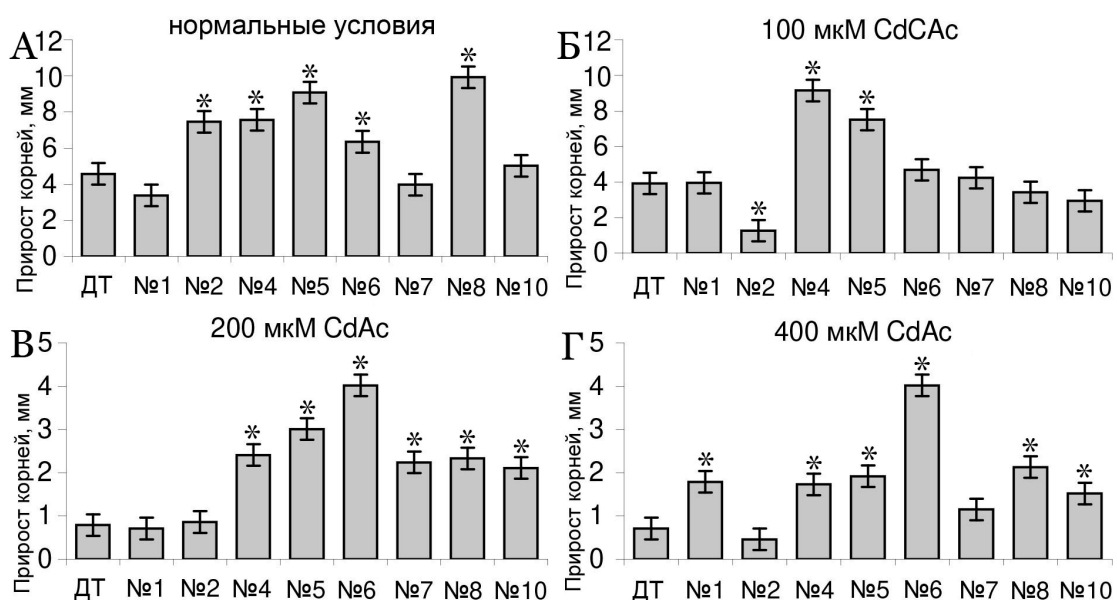 А
нормальные условия
Прирост корней, мм
12
10
8
6
4
2
0
*
*
*
*
*
ДТ №1 №2 №4 №5 №6 №7 №8 №10
Б
100 мкМ CdCAc
Прирост корней, мм
12
10
8
6
4
2
0
*
*
*
ДТ №1 №2 №4 №5 №6 №7 №8 №10
В
200 мкМ CdAc
Прирост корней, мм
5
4
3
2
1
0
*
*
*
*
*
*
ДТ №1 №2 №4 №5 №6 №7 №8 №10
Г
400 мкМ CdAc
Прирост корней, мм
5
4
3
2
1
0
*
*
*
*
*
*
ДТ №1 №2 №4 №5 №6 №7 №8 №10